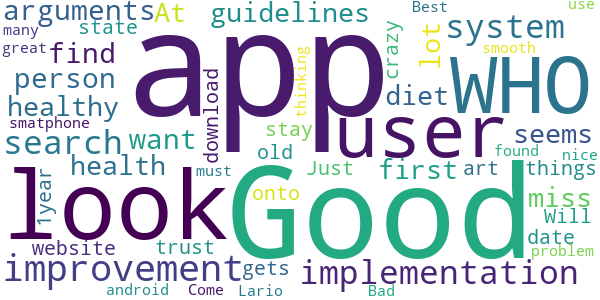 arguments At guidelines Best use
many state find app WHO system
great crazy lot smooth
person download thinking diet
healthy user seems
smatphone stay
search want old found nice
health must look Good Just first art things
1year onto miss
Will
website trust date
improvement gets implementation problem
android Come Lario Bad